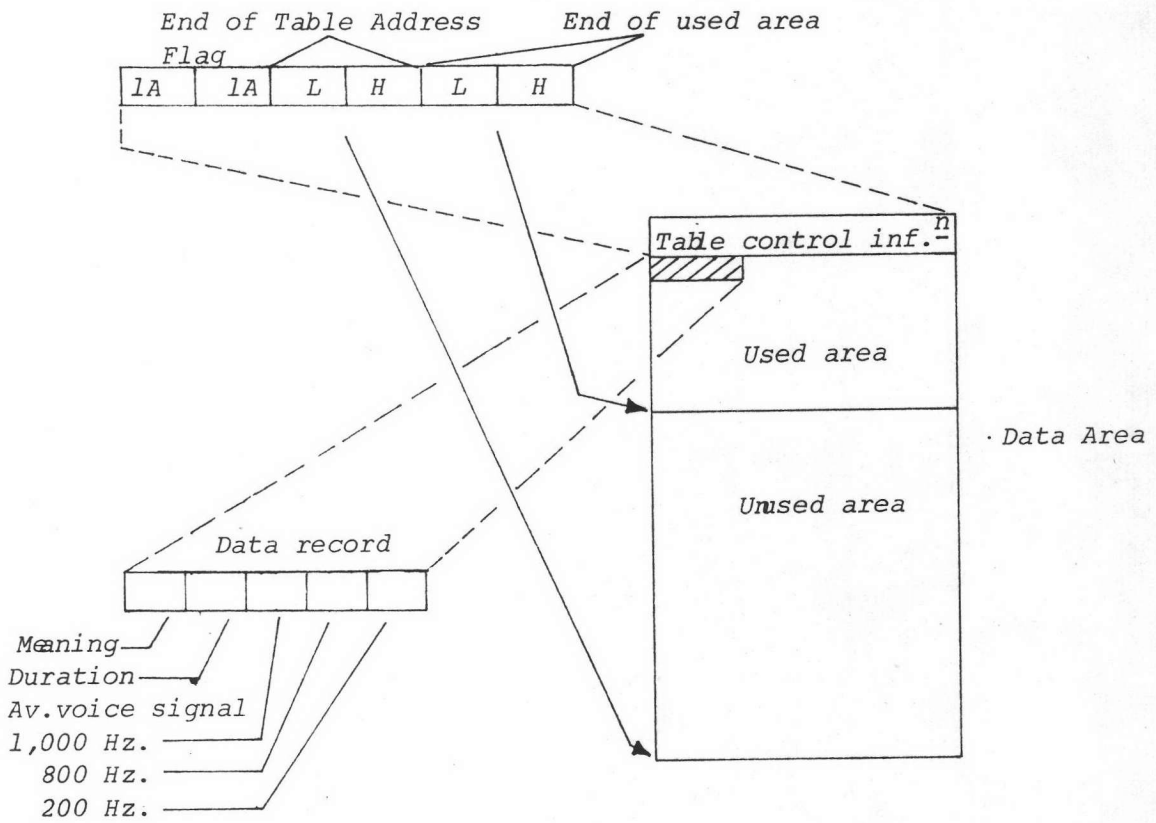 End of Table Address
End of used area
Flag
1A 1A L H L H
Table control inf. n
Used area
· Data Area
Unused area
Data record
Meaning
Duration
Av.voice signal
1,000 Hz.
800 Hz.
200 Hz.